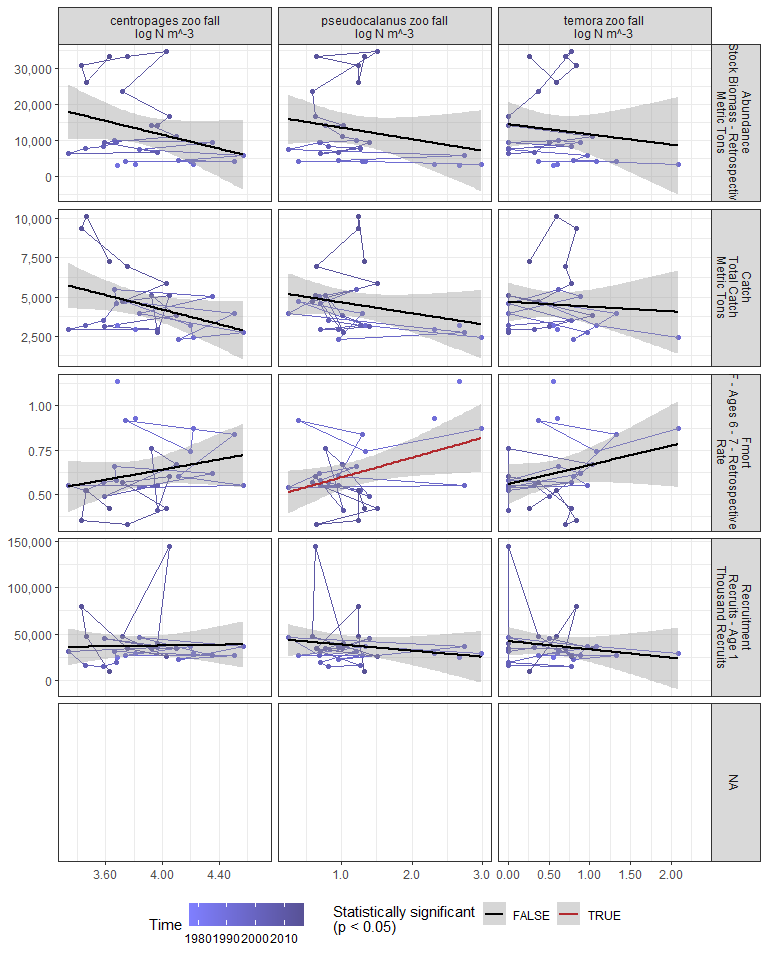 centropages zoo fall
log N m^-3
pseudocalanus zoo fall
log N m^-3
temora zoo fall
log N m^-3
30,000
20,000
10,000
0
Abundance
Stock Biomass - Retrospectiv
Metric Tons
10,000
7,500
5,000
2,500
Catch
Total Catch
Metric Tons
1.00
0.75
0.50
Fmort
- Ages 6 - 7 - Retrospective
Rate
150,000
100,000
50,000
0
Recruitment
Recruits - Age 1
Thousand Recruits
NA
3.60
4.00
4.40
1.0
2.0
3.0
0.00
0.50
1.00
1.50
2.00
Time
1980
1990
2000
2010
Statistically significant
(p < 0.05)
FALSE
TRUE